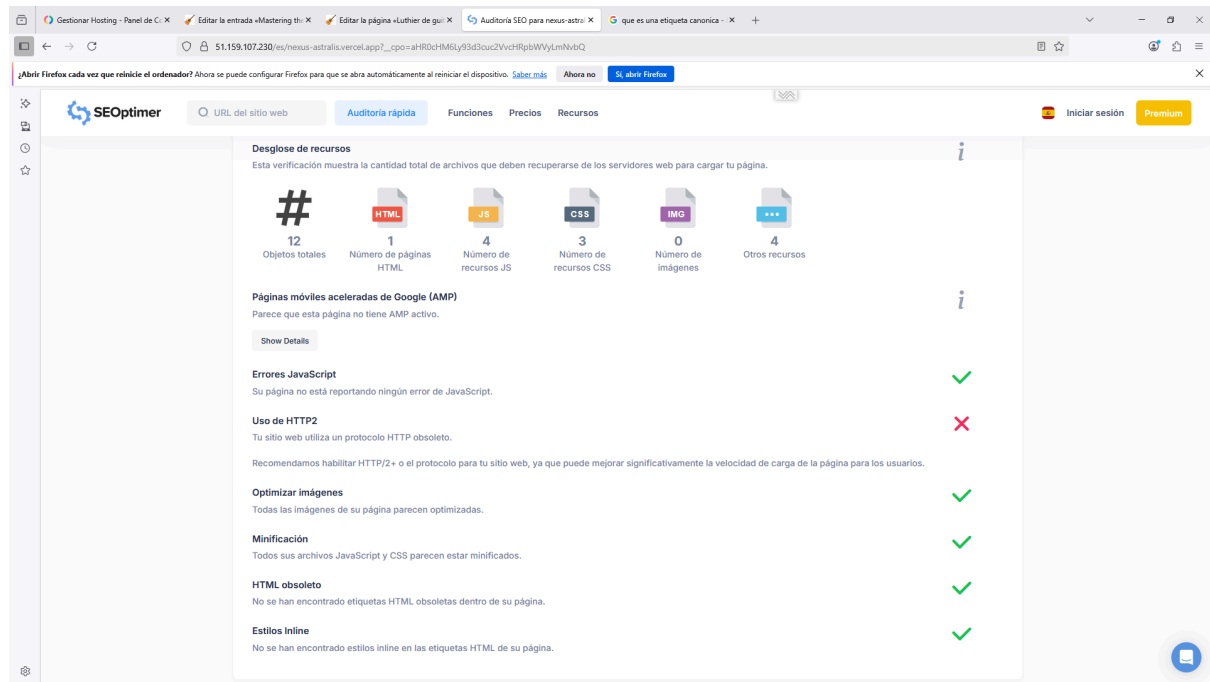 Gestionar Hosting - Panel de Co
Editar la entrada «Mastering the
Editar la página «Luthier de guit
Auditoría SEO para nexus-astral
que es una etiqueta canonica -
51.159.107.230/es/nexus-astralis.vercel.app?__cpo=aHR0cHM6Ly93d3cuc2VvcHRpbWVyLmNvbQ
¿Abrir Firefox cada vez que reinicie el ordenador? Ahora se puede configurar Firefox para que se abra automáticamente al reiniciar el dispositivo. Saber más Ahora no Sí, abrir Firefox
SEOptimer URL del sitio web Auditoría rápida Funciones Precios Recursos Iniciar sesión Premium
Desglose de recursos
Esta verificación muestra la cantidad total de archivos que deben recuperarse de los servidores web para cargar tu página.
# HTML JS CSS IMG
12 1 4 3 0 4
Objetos totales Número de páginas Número de Número de Número de Otros recursos
HTML recursos JS recursos CSS imágenes
Páginas móviles aceleradas de Google (AMP)
Parece que esta página no tiene AMP activo.
Show Details
Errores JavaScript
Su página no está reportando ningún error de JavaScript.
Uso de HTTP2
Tu sitio web utiliza un protocolo HTTP obsoleto.
Recomendamos habilitar HTTP/2+ o el protocolo para tu sitio web, ya que puede mejorar significativamente la velocidad de carga de la página para los usuarios.
Optimizar imágenes
Todas las imágenes de su página parecen optimizadas.
Minificación
Todos sus archivos JavaScript y CSS parecen estar minificados.
HTML obsoleto
No se han encontrado etiquetas HTML obsoletas dentro de su página.
Estilos Inline
No se han encontrado estilos inline en las etiquetas HTML de su página.